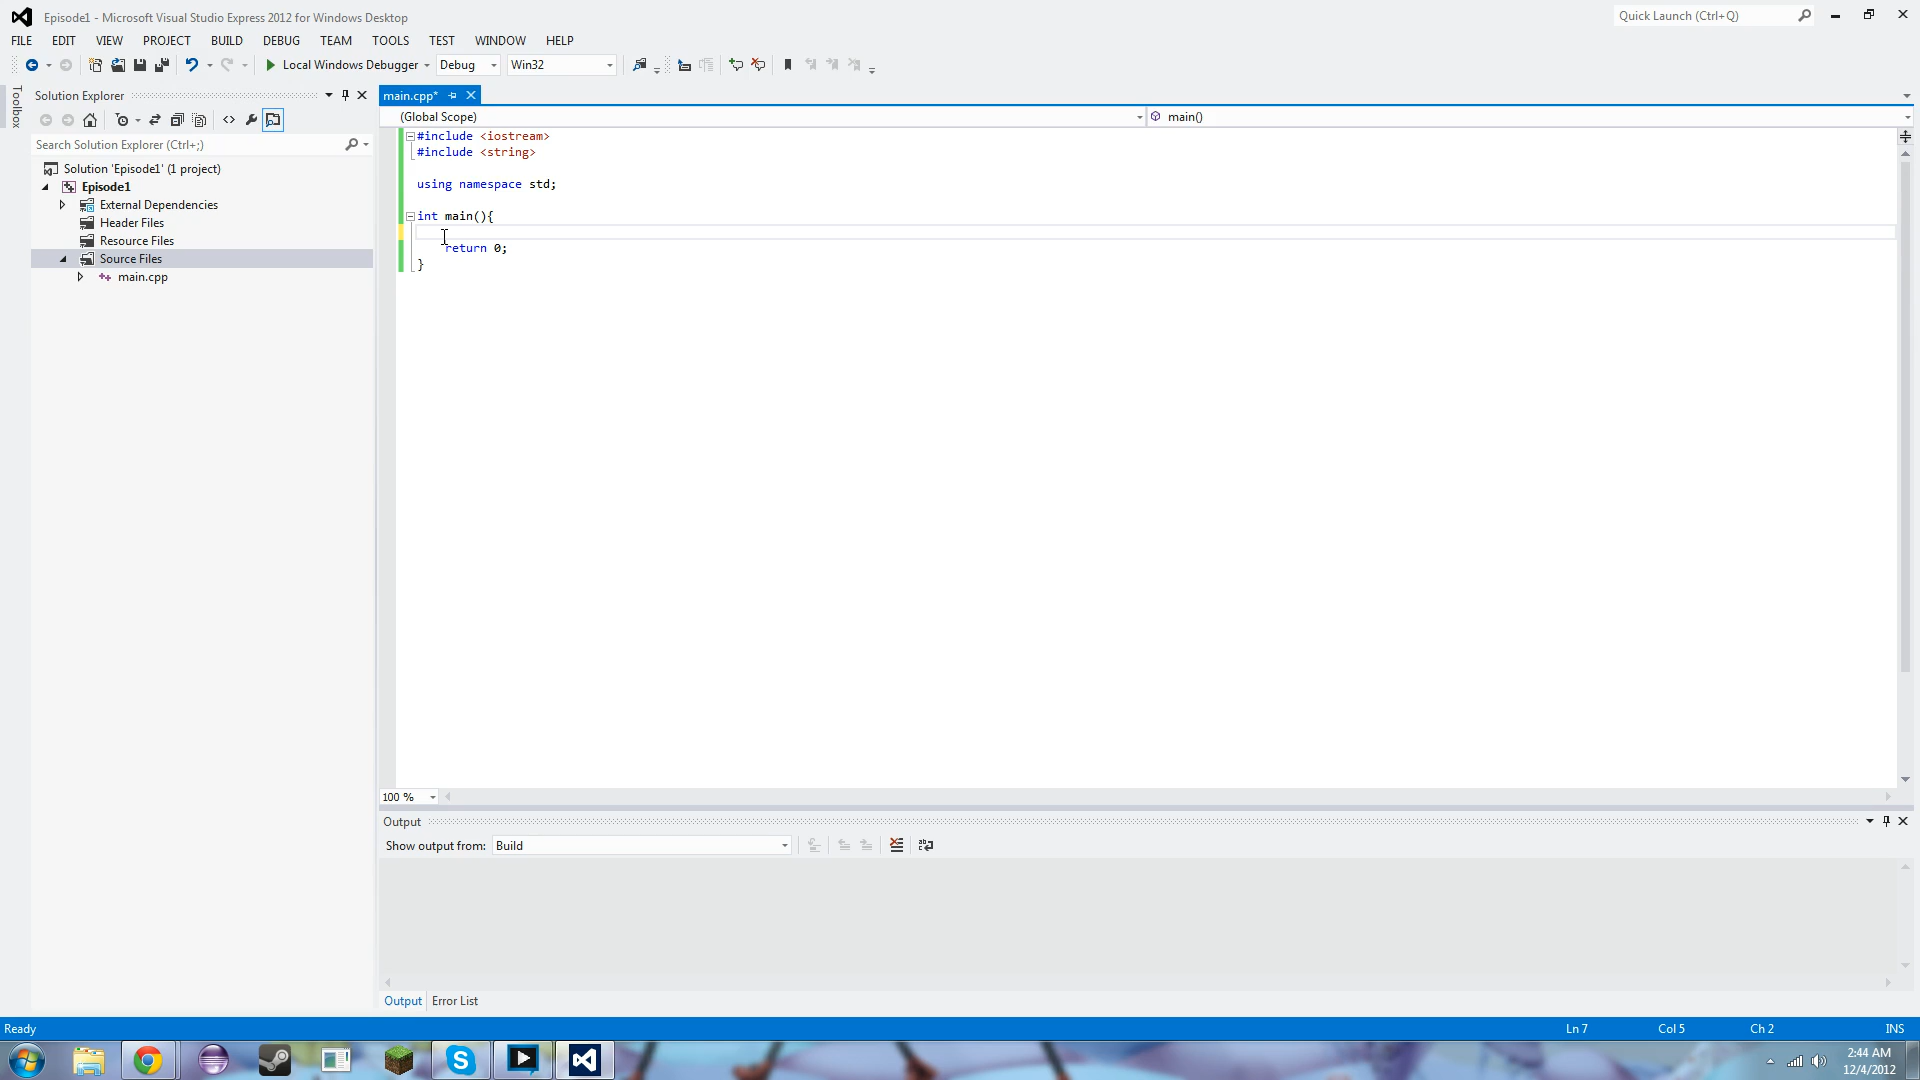 Episode1 - Microsoft Visual Studio Express 2012 for Windows Desktop
Quick Launch (Ctrl+Q)
FILE EDIT VIEW PROJECT BUILD DEBUG TEAM TOOLS TEST WINDOW HELP
Local Windows Debugger Debug Win32
Toolbox
Solution Explorer
main.cpp*
(Global Scope) main()
Search Solution Explorer (Ctrl+;)
Solution 'Episode1' (1 project)
Episode1
External Dependencies
Header Files
Resource Files
Source Files
main.cpp
#include <iostream>
#include <string>
using namespace std;
int main(){
return 0;
}
100 %
Output
Show output from: Build
Output Error List
Ready Ln 7 Col 5 Ch 2 INS
2:44 AM
12/4/2012